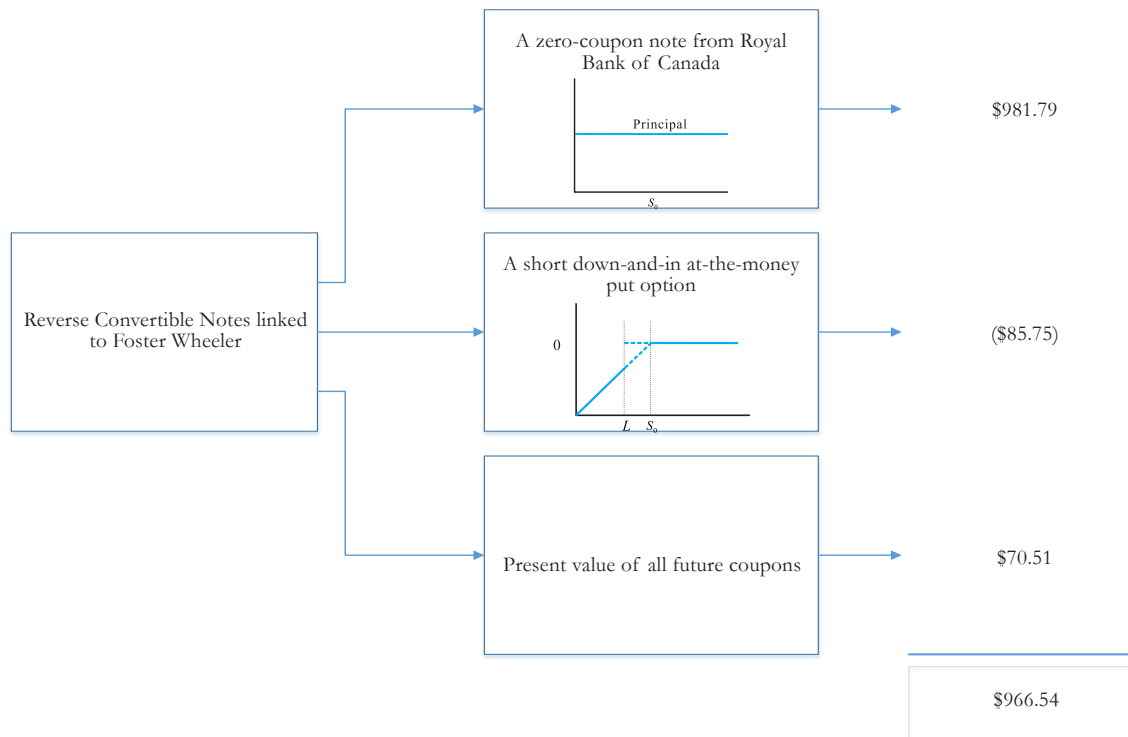 A zero-coupon note from Royal
Bank of Canada
Principal
S₀
$981.79
Reverse Convertible Notes linked
to Foster Wheeler
A short down-and-in at-the-money
put option
0
L S₀
($85.75)
Present value of all future coupons
$70.51
$966.54